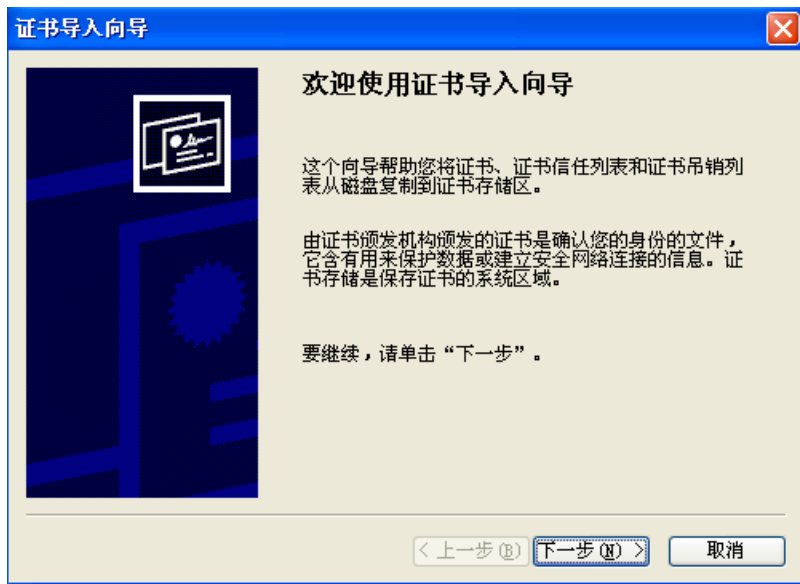 证书导入向导
欢迎使用证书导入向导
这个向导帮助您将证书、证书信任列表和证书吊销列
表从磁盘复制到证书存储区。
由证书颁发机构颁发的证书是确认您的身份的文件，
它含有用来保护数据或建立安全网络连接的信息。证
书存储是保存证书的系统区域。
要继续，请单击“下一步”。
< 上一步(B) 下一步(N) > 取消